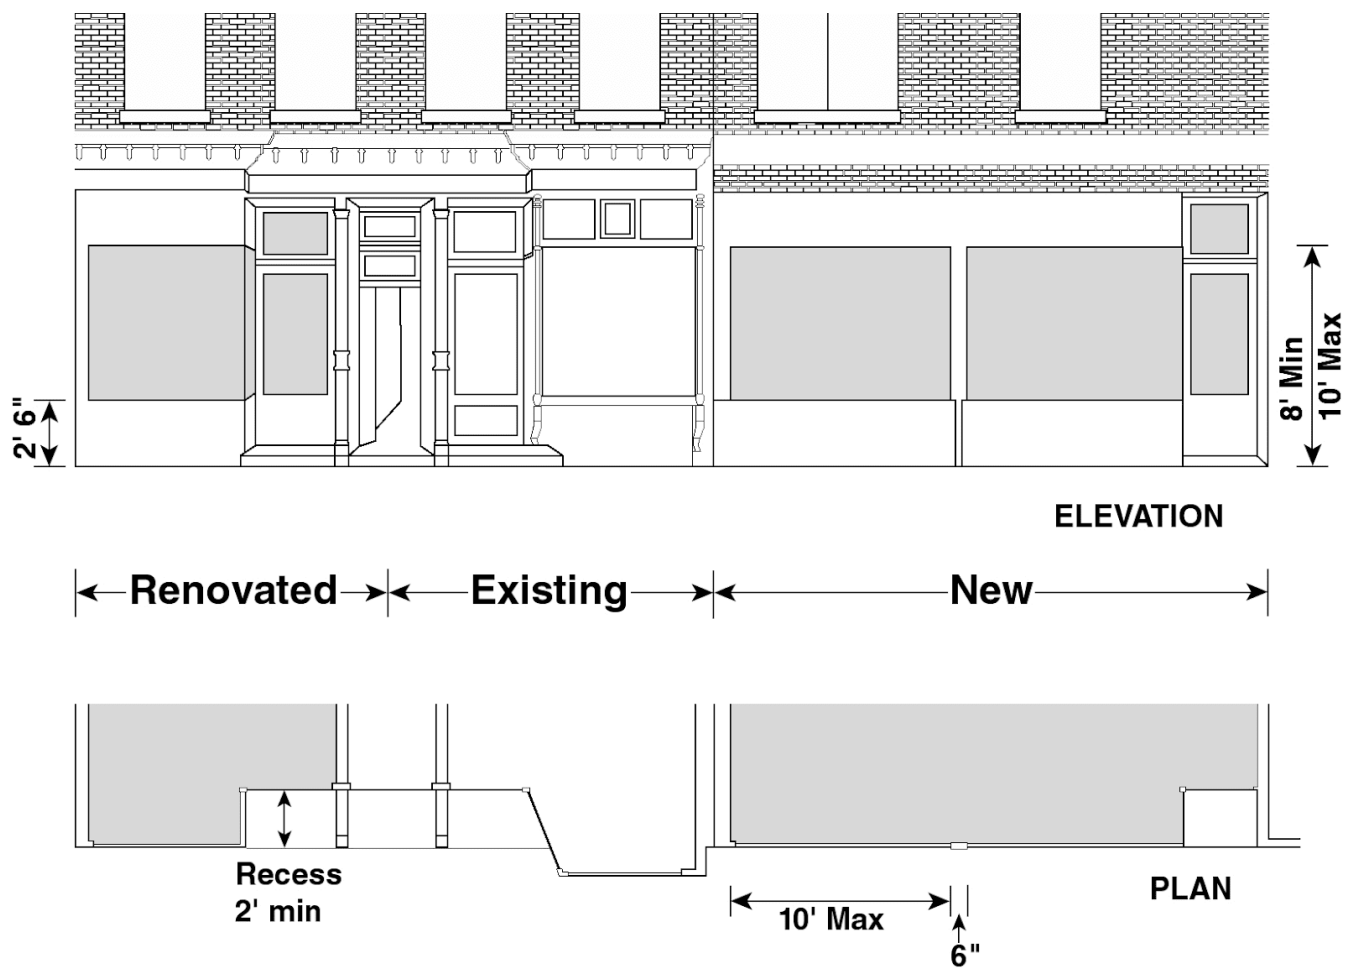 2' 6"
8' Min
10' Max
ELEVATION
Renovated
Existing
New
Recess
2' min
PLAN
10' Max
6"